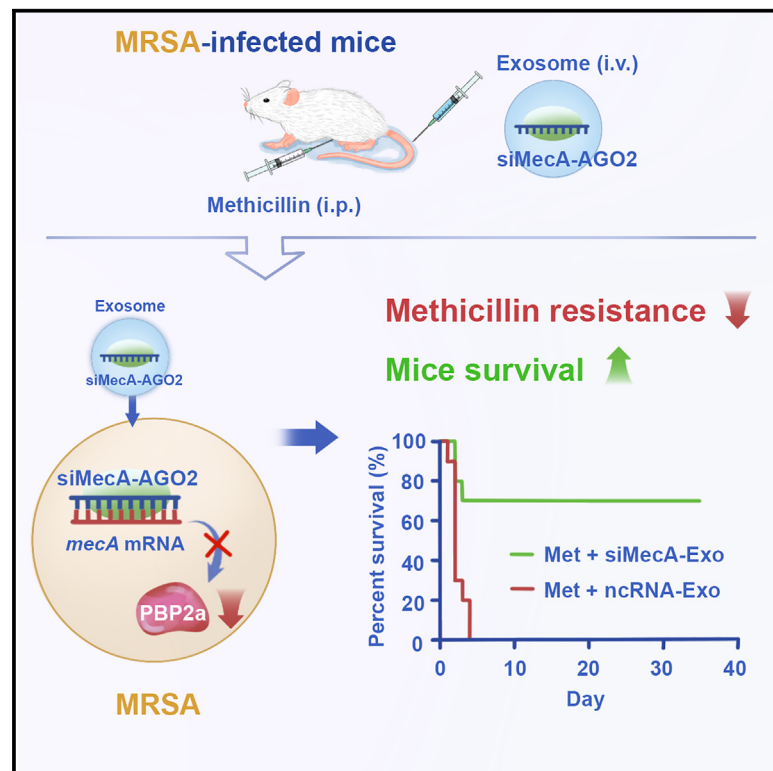 MRSA-infected mice
Exosome (i.v.)
siMecA-AGO2
Methicillin (i.p.)
Exosome
siMecA-AGO2
siMecA-AGO2
mecA mRNA
PBP2a
MRSA
Methicillin resistance
Mice survival
Percent survival (%)
100
80
60
40
20
0
Met + siMecA-Exo
Met + ncRNA-Exo
0 10 20 30 40
Day